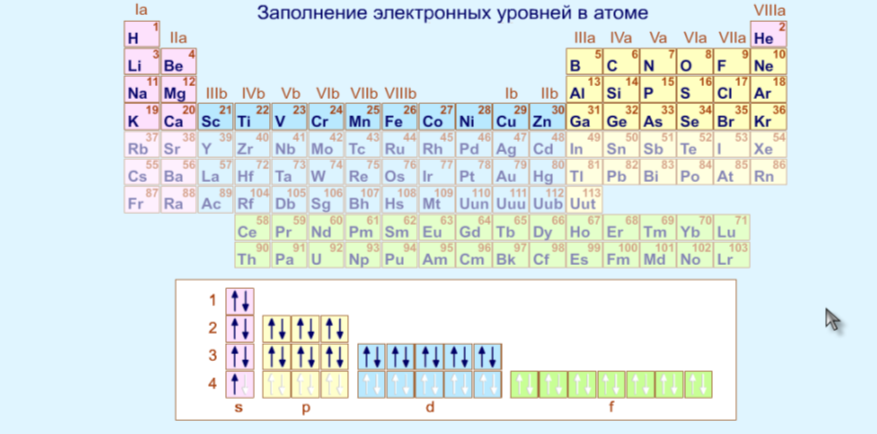 Ia Заполнение электронных уровней в атоме VIIIa
H 1 IIa IIIa IVa Va VIa VIIa He 2
Li 3 Be 4 B 5 C 6 N 7 O 8 F 9 Ne 10
Na 11 Mg 12 IIIb IVb Vb VIb VIIb VIIIb Ib IIb Al 13 Si 14 P 15 S 16 Cl 17 Ar 18
K 19 Ca 20 Sc 21 Ti 22 V 23 Cr 24 Mn 25 Fe 26 Co 27 Ni 28 Cu 29 Zn 30 Ga 31 Ge 32 As 33 Se 34 Br 35 Kr 36
Rb 37 Sr 38 Y 39 Zr 40 Nb 41 Mo 42 Tc 43 Ru 44 Rh 45 Pd 46 Ag 47 Cd 48 In 49 Sn 50 Sb 51 Te 52 I 53 Xe 54
Cs 55 Ba 56 La 57 Hf 72 Ta 73 W 74 Re 75 Os 76 Ir 77 Pt 78 Au 79 Hg 80 Tl 81 Pb 82 Bi 83 Po 84 At 85 Rn 86
Fr 87 Ra 88 Ac 89 Rf 104 Db 105 Sg 106 Bh 107 Hs 108 Mt 109 Uun 110 Uuu 111 Uub 112 Uut 113
Ce 58 Pr 59 Nd 60 Pm 61 Sm 62 Eu 63 Gd 64 Tb 65 Dy 66 Ho 67 Er 68 Tm 69 Yb 70 Lu 71
Th 90 Pa 91 U 92 Np 93 Pu 94 Am 95 Cm 96 Bk 97 Cf 98 Es 99 Fm 100 Md 101 No 102 Lr 103
1
2
3
4
s p d f